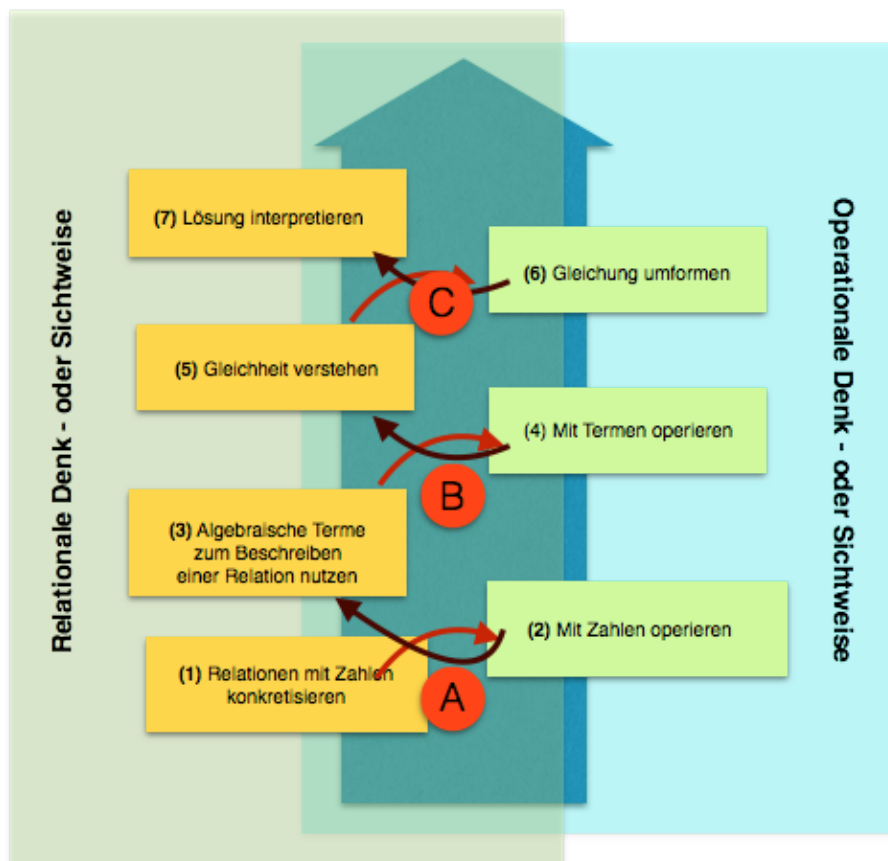 Relationale Denk - oder Sichtweise
Operationale Denk - oder Sichtweise
(7) Lösung interpretieren
(6) Gleichung umformen
C
(5) Gleichheit verstehen
(4) Mit Termen operieren
B
(3) Algebraische Terme
zum Beschreiben
einer Relation nutzen
(2) Mit Zahlen operieren
(1) Relationen mit Zahlen
konkretisieren
A